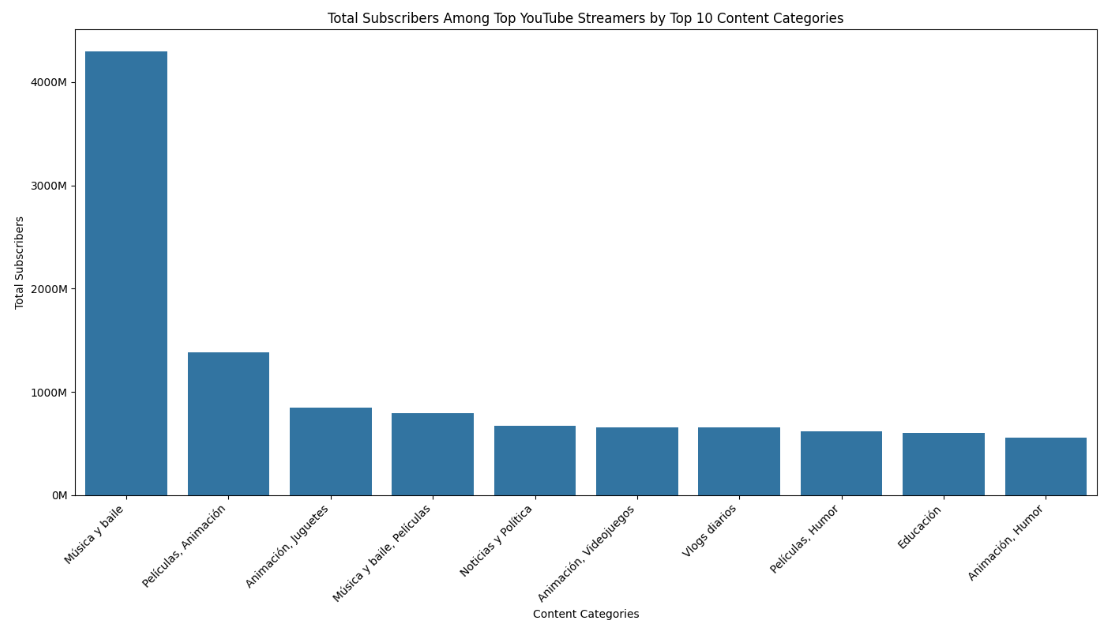 Total Subscribers Among Top YouTube Streamers by Top 10 Content Categories
Total Subscribers
4000M
3000M
2000M
1000M
0M
Música y baile
Películas, Animación
Animación, Juguetes
Música y baile, Películas
Noticias y Política
Animación, Videojuegos
Vlogs diarios
Películas, Humor
Educación
Animación, Humor
Content Categories